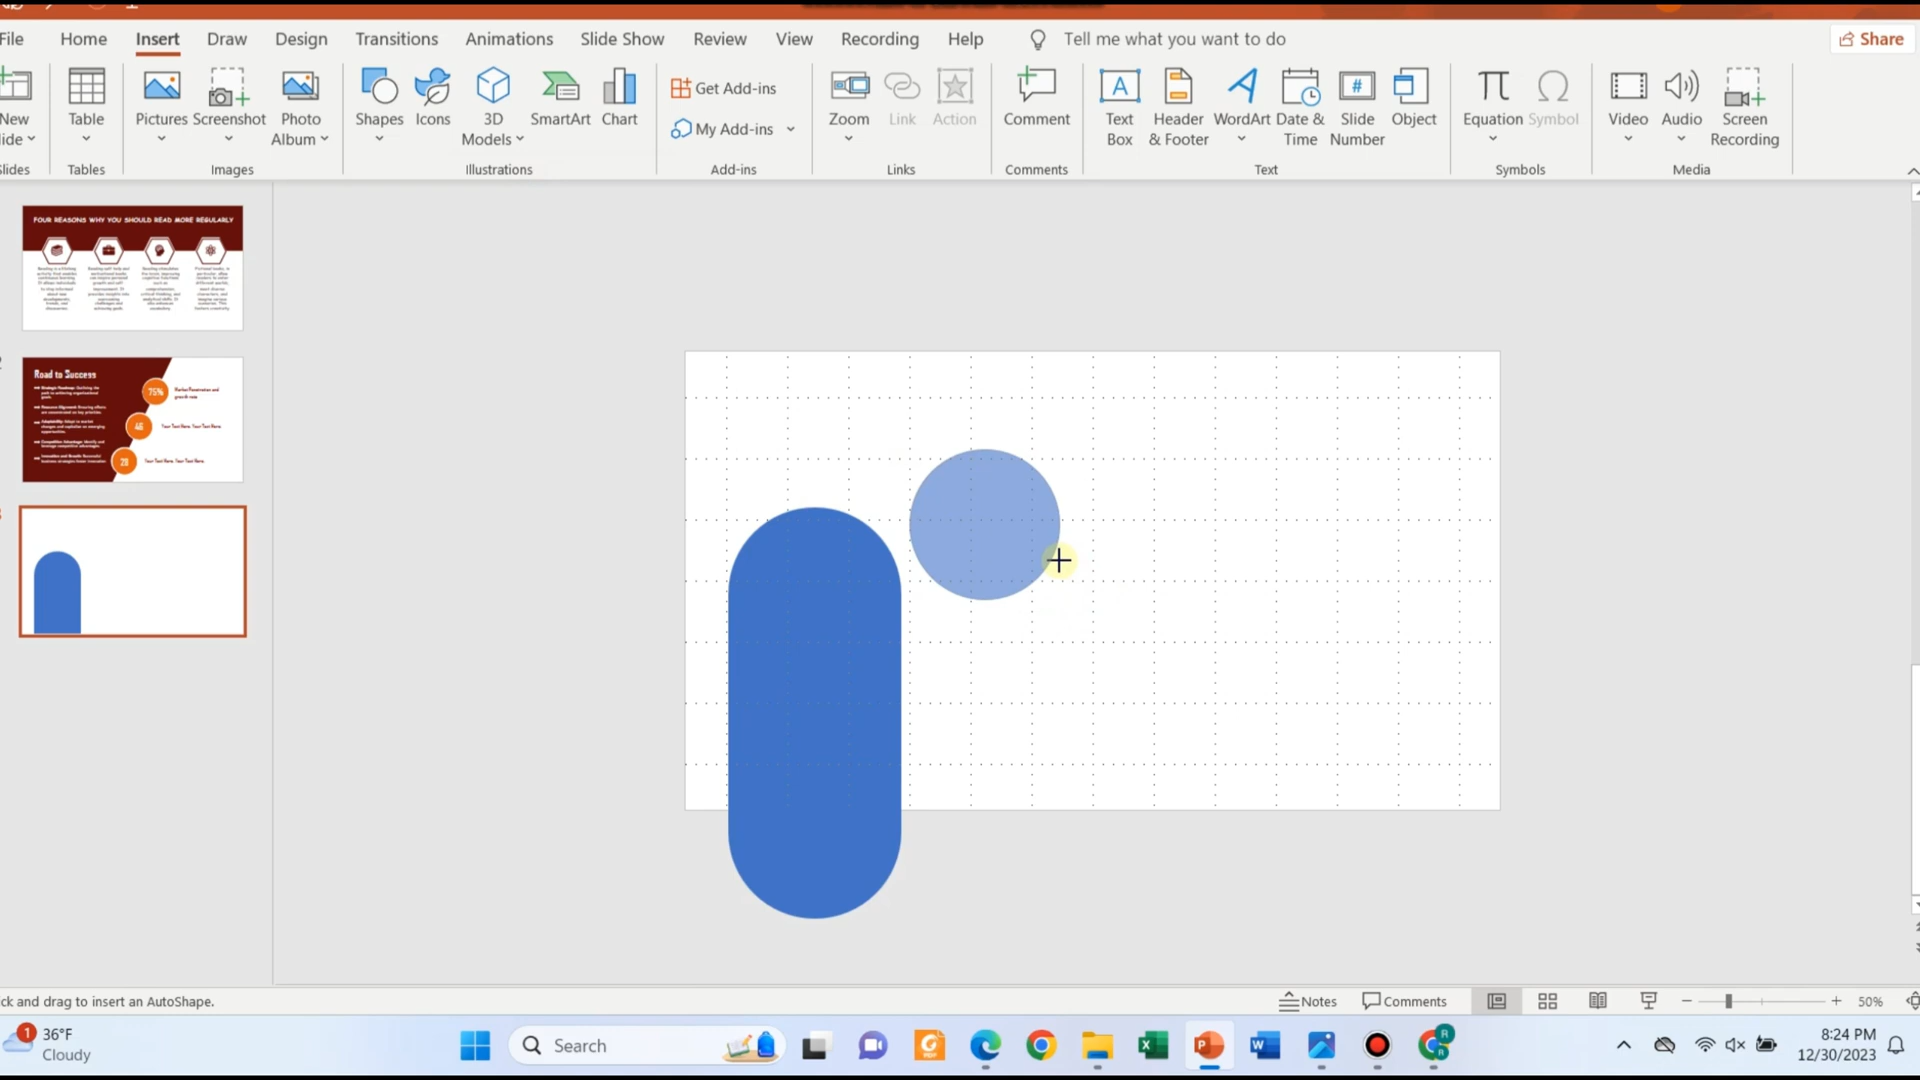 File Home Insert Draw Design Transitions Animations Slide Show Review View Recording Help Tell me what you want to do Share
New Table Pictures Screenshot Photo Shapes Icons 3D SmartArt Chart Get Add-ins Zoom Link Action Comment Text Header WordArt Date & Slide Object Equation Symbol Video Audio Screen
lide Album Models My Add-ins Box & Footer Time Number Recording
lides Tables Images Illustrations Add-ins Links Comments Text Symbols Media
FOUR REASONS WHY YOU SHOULD READ MORE REGULARLY
Road to Success
75%
46
28
ck and drag to insert an AutoShape. Notes Comments 50%
1 36°F
Cloudy
Search
8:24 PM
12/30/2023